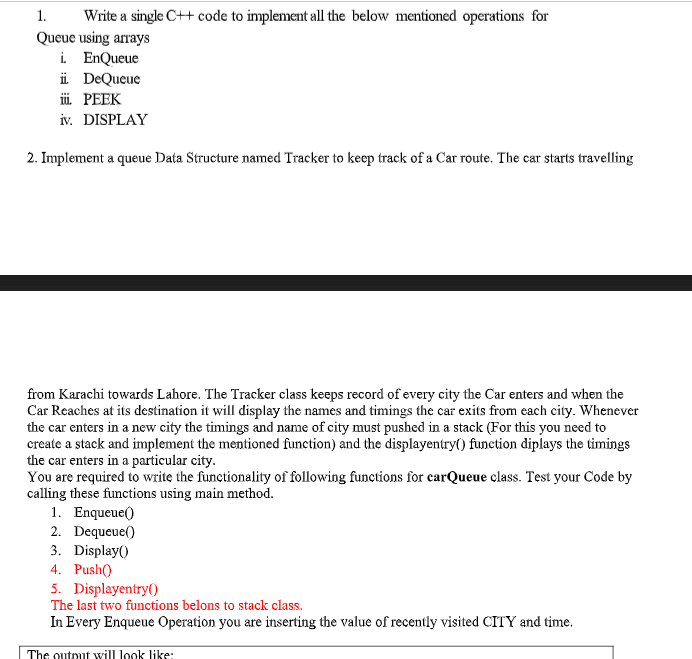 1. Write a single C++ code to implement all the below mentioned operations for
Queue using arrays
i. EnQueue
ii. DeQueue
iii. PEEK
iv. DISPLAY
2. Implement a queue Data Structure named Tracker to keep track of a Car route. The car starts travelling
from Karachi towards Lahore. The Tracker class keeps record of every city the Car enters and when the
Car Reaches at its destination it will display the names and timings the car exits from each city. Whenever
the car enters in a new city the timings and name of city must pushed in a stack (For this you need to
create a stack and implement the mentioned function) and the displayentry() function diplays the timings
the car enters in a particular city.
You are required to write the functionality of following functions for carQueue class. Test your Code by
calling these functions using main method.
1. Enqueue()
2. Dequeue()
3. Display()
4. Push()
5. Displayentry()
The last two functions belons to stack class.
In Every Enqueue Operation you are inserting the value of recently visited CITY and time.
The output will look like: